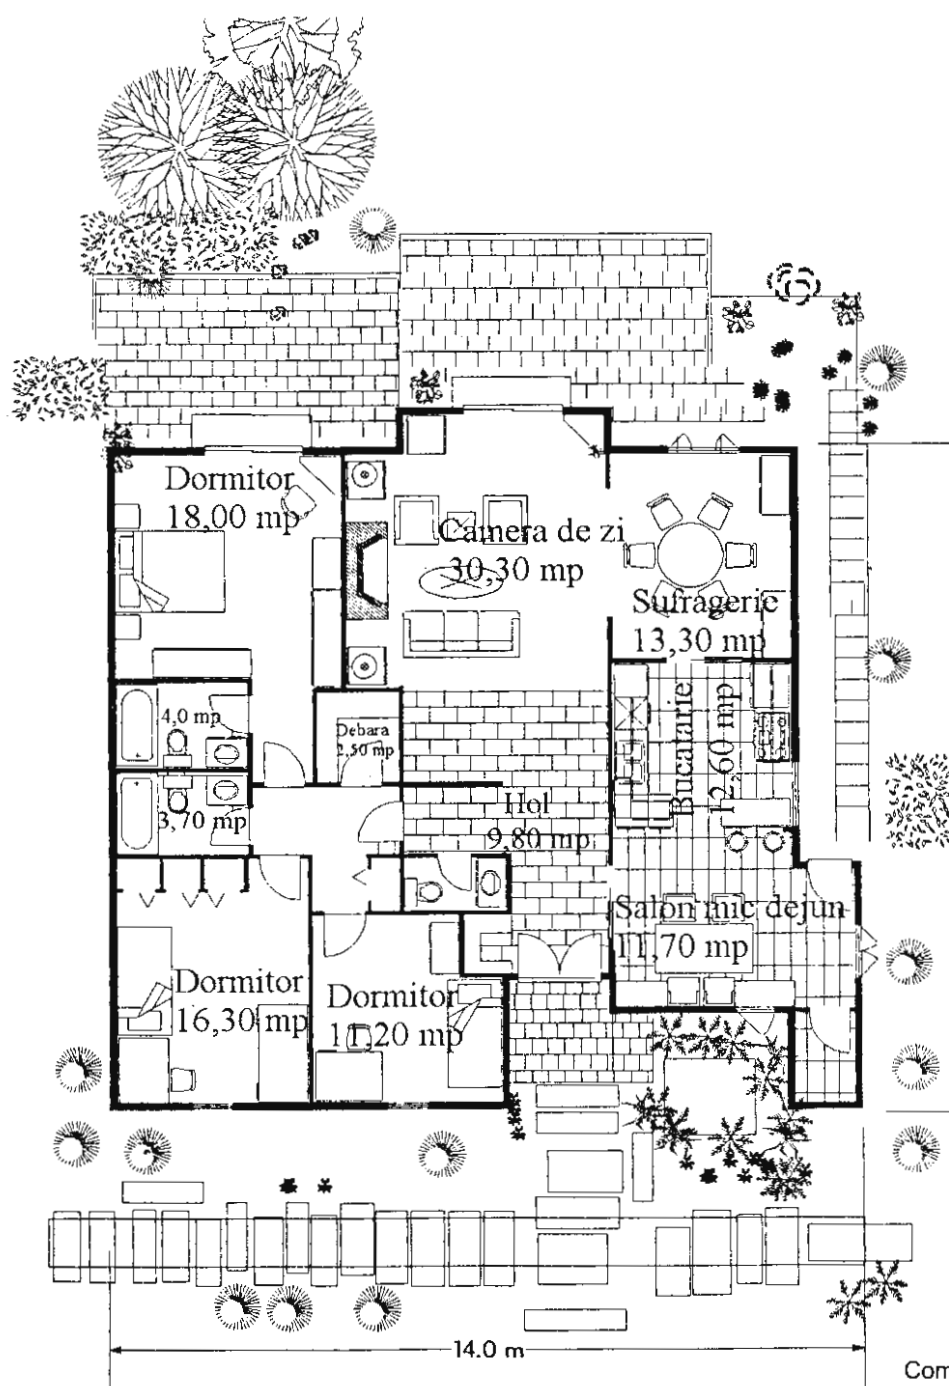 Dormitor
18,00 mp
Camera de zi
30,30 mp
Sufragerie
13,30 mp
4,0 mp
Debara
2,50 mp
Bucatarie
12,60 mp
3,70 mp
Hol
9,80 mp
Salon mic dejun
11,70 mp
Dormitor
16,30 mp
Dormitor
11,20 mp
14.0 m
Com